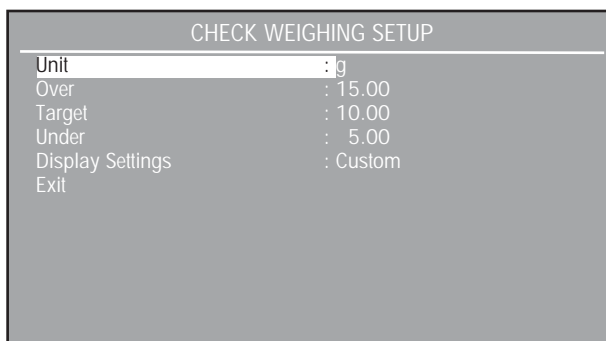 CHECK WEIGHING SETUP
Unit : g
Over : 15.00
Target : 10.00
Under : 5.00
Display Settings : Custom
Exit